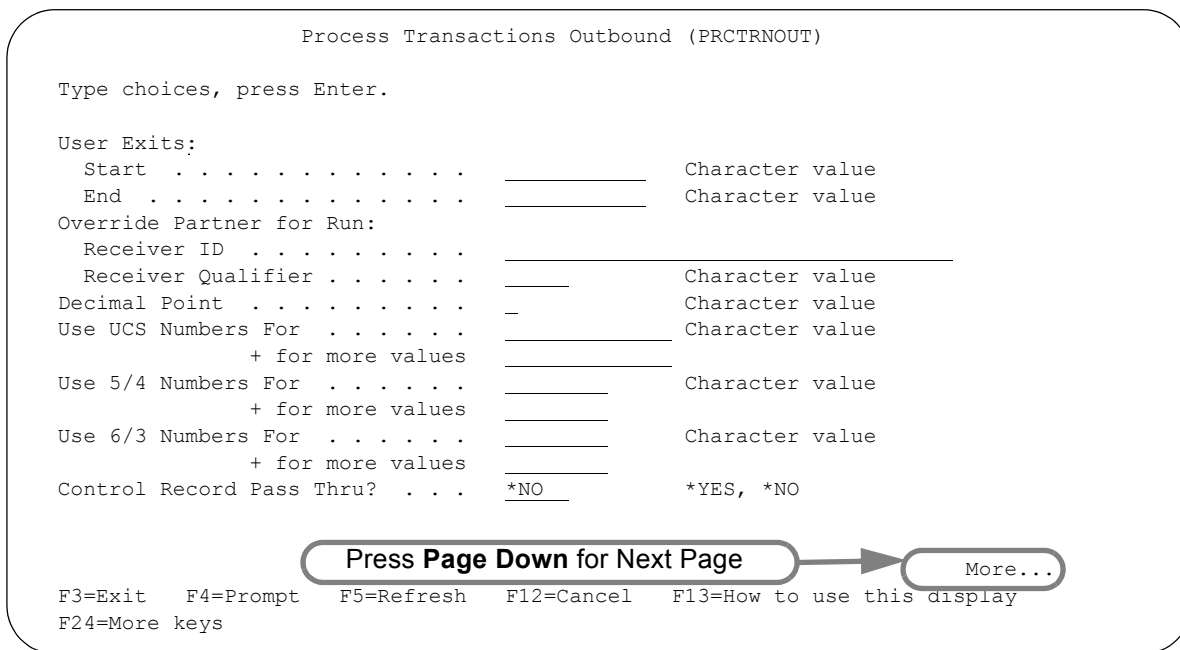 Process Transactions Outbound (PRCTRNOUT)
Type choices, press Enter.
User Exits:
Start . . . . . . . . . . . . Character value
End . . . . . . . . . . . . . Character value
Override Partner for Run:
Receiver ID . . . . . . . . .
Receiver Qualifier . . . . . . Character value
Decimal Point . . . . . . . . . Character value
Use UCS Numbers For . . . . . . Character value
+ for more values
Use 5/4 Numbers For . . . . . . Character value
+ for more values
Use 6/3 Numbers For . . . . . . Character value
+ for more values
Control Record Pass Thru? . . . *NO *YES, *NO
Press Page Down for Next Page More...
F3=Exit F4=Prompt F5=Refresh F12=Cancel F13=How to use this display
F24=More keys